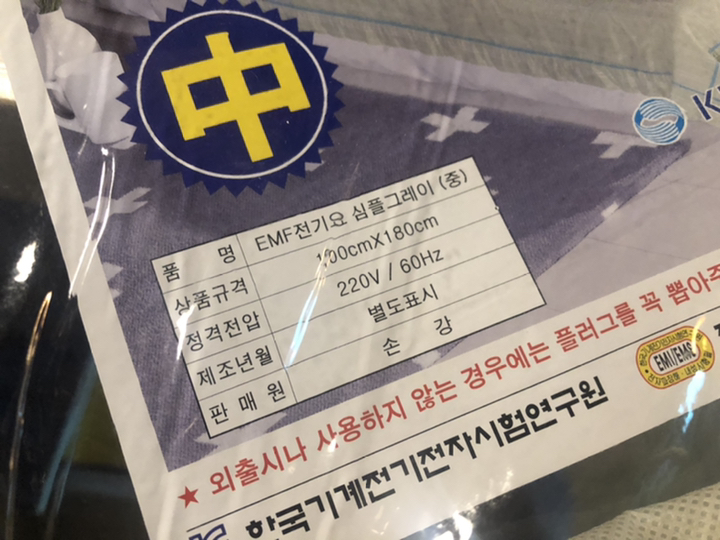 中
품 명 EMF전기요 심플그레이 (중)
상품규격 100cmX180cm
정격전압 220V / 60Hz
제조년월 별도표시
판 매 원 손 강
★ 외출시나 사용하지 않는 경우에는 플러그를 꼭 뽑아주
EMI/EMC
한국기계전기전자시험연구원